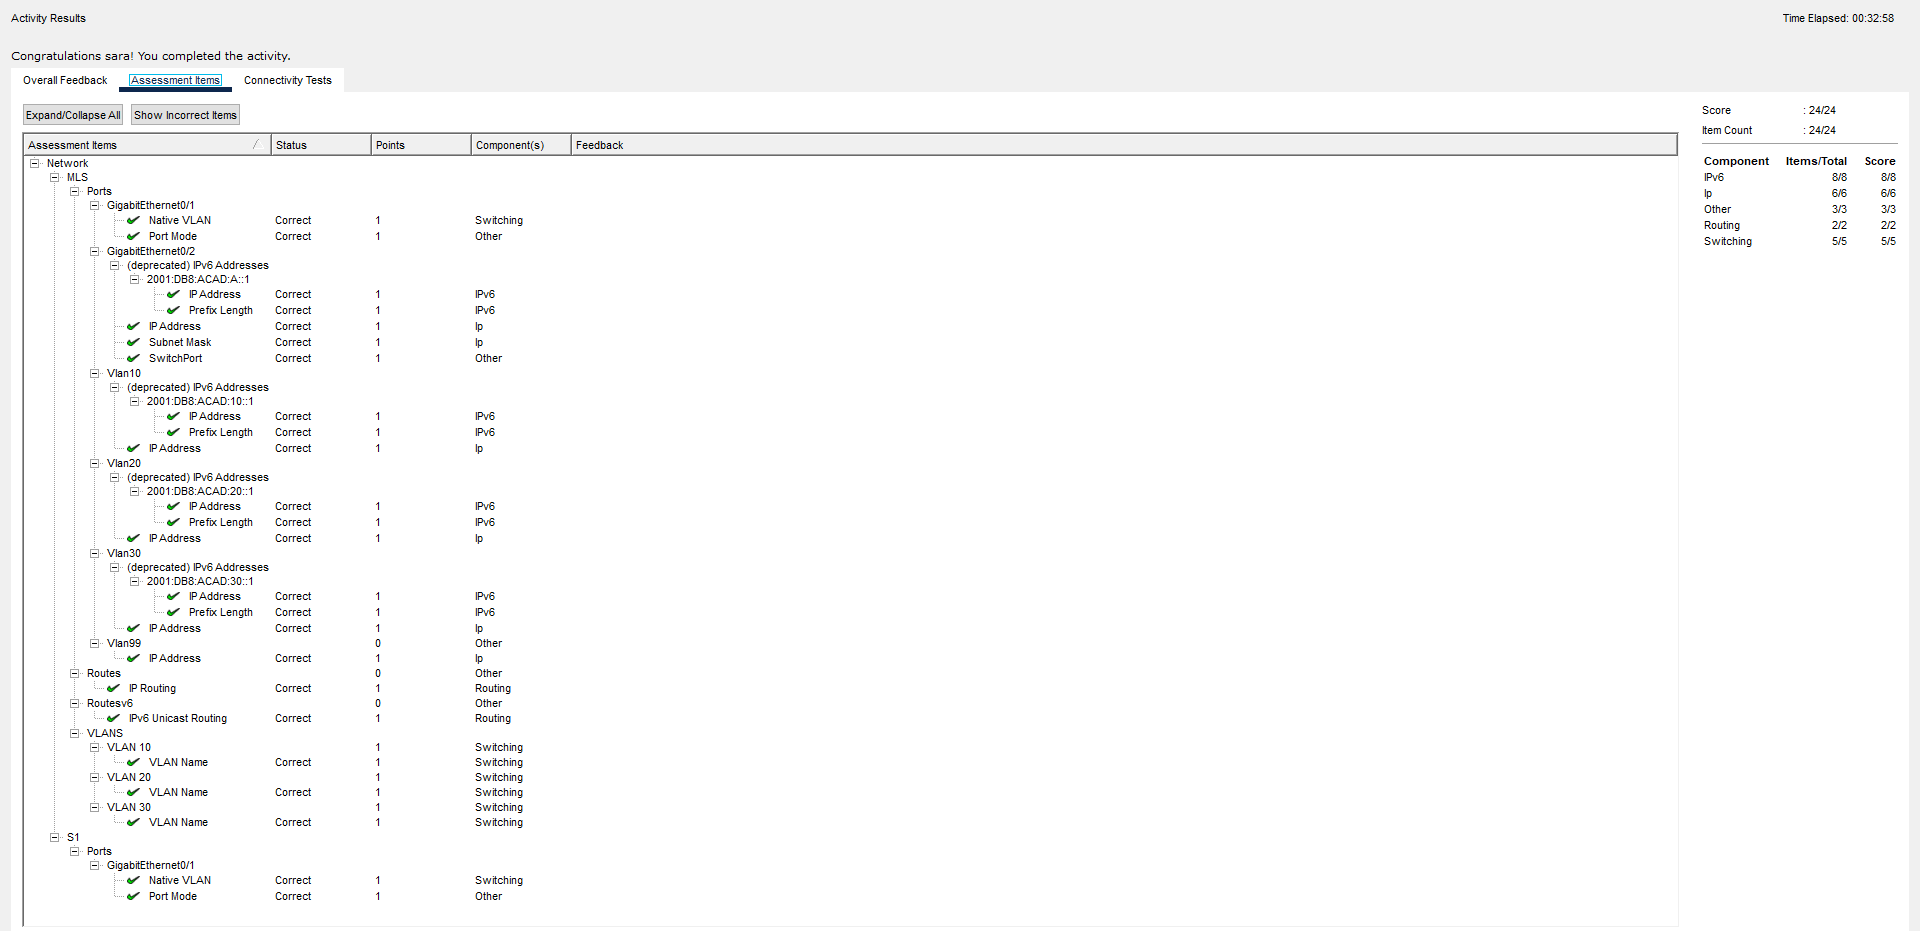 Activity Results
Time Elapsed: 00:32:58
Congratulations sara! You completed the activity.
Overall Feedback Assessment Items Connectivity Tests
Expand/Collapse All Show Incorrect Items
Assessment Items Status Points Component(s) Feedback
Network
MLS
Ports
GigabitEthernet0/1
Native VLAN Correct 1 Switching
Port Mode Correct 1 Other
GigabitEthernet0/2
(deprecated) IPv6 Addresses
2001:DB8:ACAD:A::1
IP Address Correct 1 IPv6
Prefix Length Correct 1 IPv6
IP Address Correct 1 Ip
Subnet Mask Correct 1 Ip
SwitchPort Correct 1 Other
Vlan10
(deprecated) IPv6 Addresses
2001:DB8:ACAD:10::1
IP Address Correct 1 IPv6
Prefix Length Correct 1 IPv6
IP Address Correct 1 Ip
Vlan20
(deprecated) IPv6 Addresses
2001:DB8:ACAD:20::1
IP Address Correct 1 IPv6
Prefix Length Correct 1 IPv6
IP Address Correct 1 Ip
Vlan30
(deprecated) IPv6 Addresses
2001:DB8:ACAD:30::1
IP Address Correct 1 IPv6
Prefix Length Correct 1 IPv6
IP Address Correct 1 Ip
Vlan99 0 Other
IP Address Correct 1 Ip
Routes 0 Other
IP Routing Correct 1 Routing
Routesv6 0 Other
IPv6 Unicast Routing Correct 1 Routing
VLANS
VLAN 10 1 Switching
VLAN Name Correct 1 Switching
VLAN 20 1 Switching
VLAN Name Correct 1 Switching
VLAN 30 1 Switching
VLAN Name Correct 1 Switching
S1
Ports
GigabitEthernet0/1
Native VLAN Correct 1 Switching
Port Mode Correct 1 Other
Score : 24/24
Item Count : 24/24
Component Items/Total Score
IPv6 8/8 8/8
Ip 6/6 6/6
Other 3/3 3/3
Routing 2/2 2/2
Switching 5/5 5/5